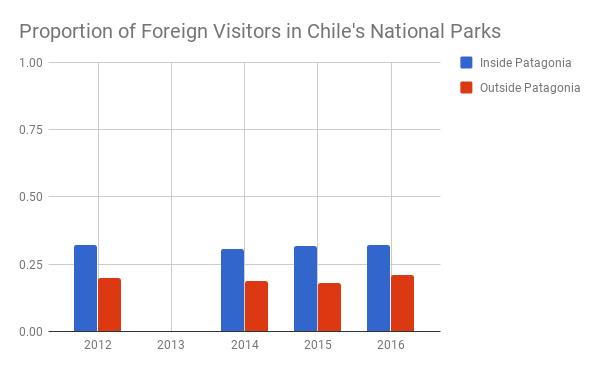 Proportion of Foreign Visitors in Chile's National Parks
Inside Patagonia
Outside Patagonia
1.00
0.75
0.50
0.25
0.00
2012 2013 2014 2015 2016